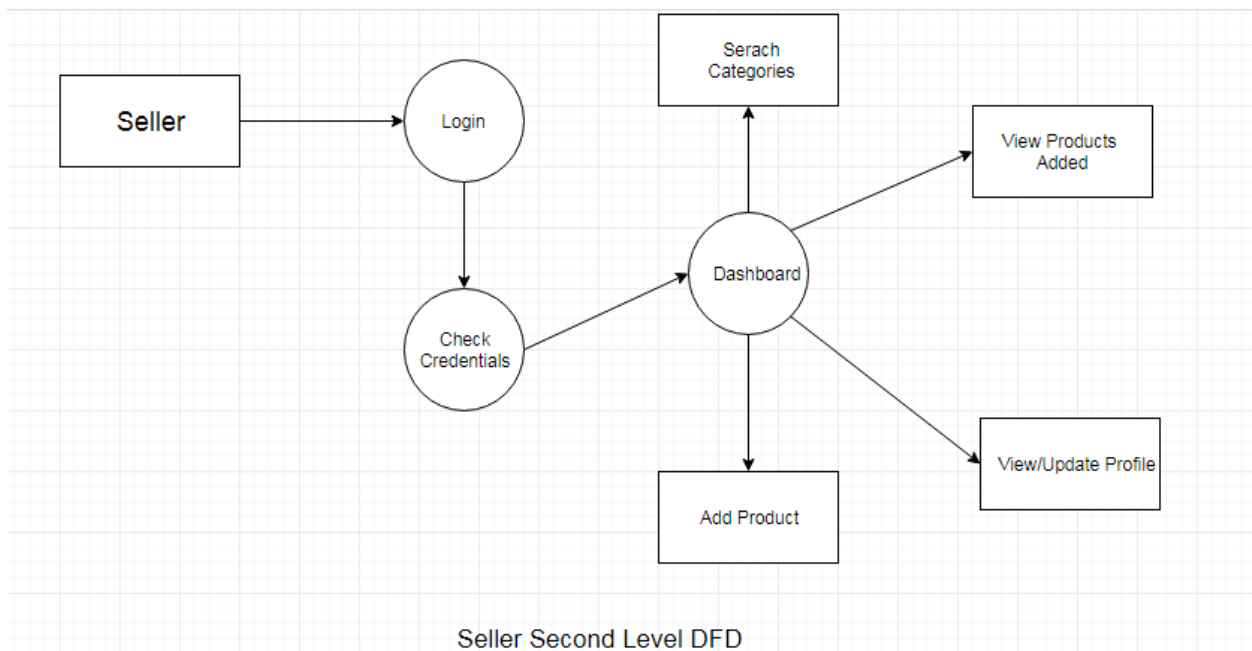 Seller
Login
Serach
Categories
View Products
Added
Dashboard
Check
Credentials
View/Update Profile
Add Product
Seller Second Level DFD